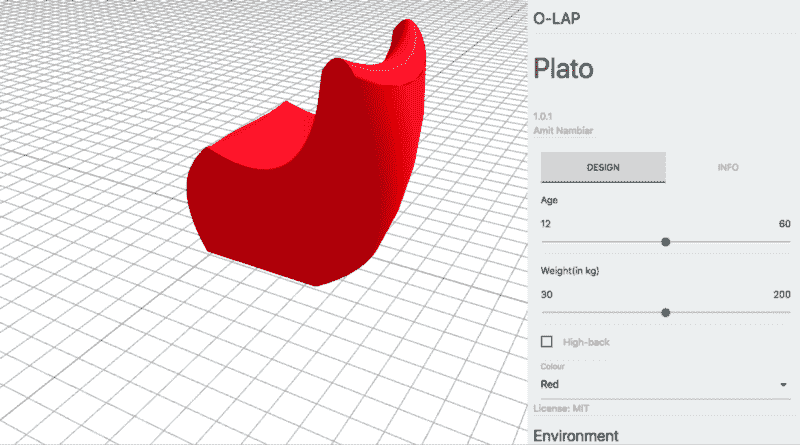 O-LAP
Plato
1.0.1
Amit Nambiar
DESIGN INFO
Age
12 60
Weight(in kg)
30 200
High-back
Colour
Red
License: MIT
Environment